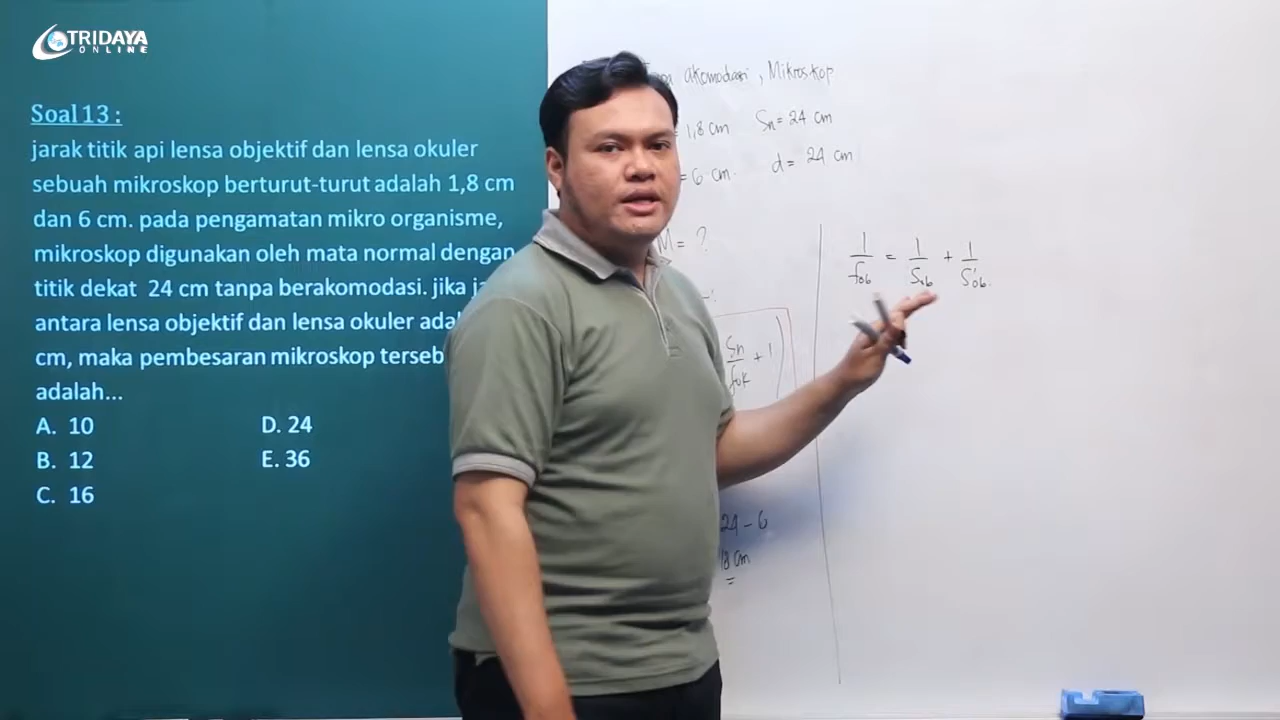 TRIDAYA
ONLINE
Soal 13 :
jarak titik api lensa objektif dan lensa okuler
sebuah mikroskop berturut-turut adalah 1,8 cm
dan 6 cm. pada pengamatan mikro organisme,
mikroskop digunakan oleh mata normal dengan
titik dekat 24 cm tanpa berakomodasi. jika
antara lensa objektif dan lensa okuler
cm, maka pembesaran mikroskop
adalah...
A. 10
B. 12
C. 16
D. 24
E. 36
akomodasi, Mikroskop
1,8 cm Sn = 24 cm
= 6 cm. d = 24 cm
M = ?
Sn/fok + 1
24 - 6
18 cm
1/fob = 1/Sob + 1/S'ob.